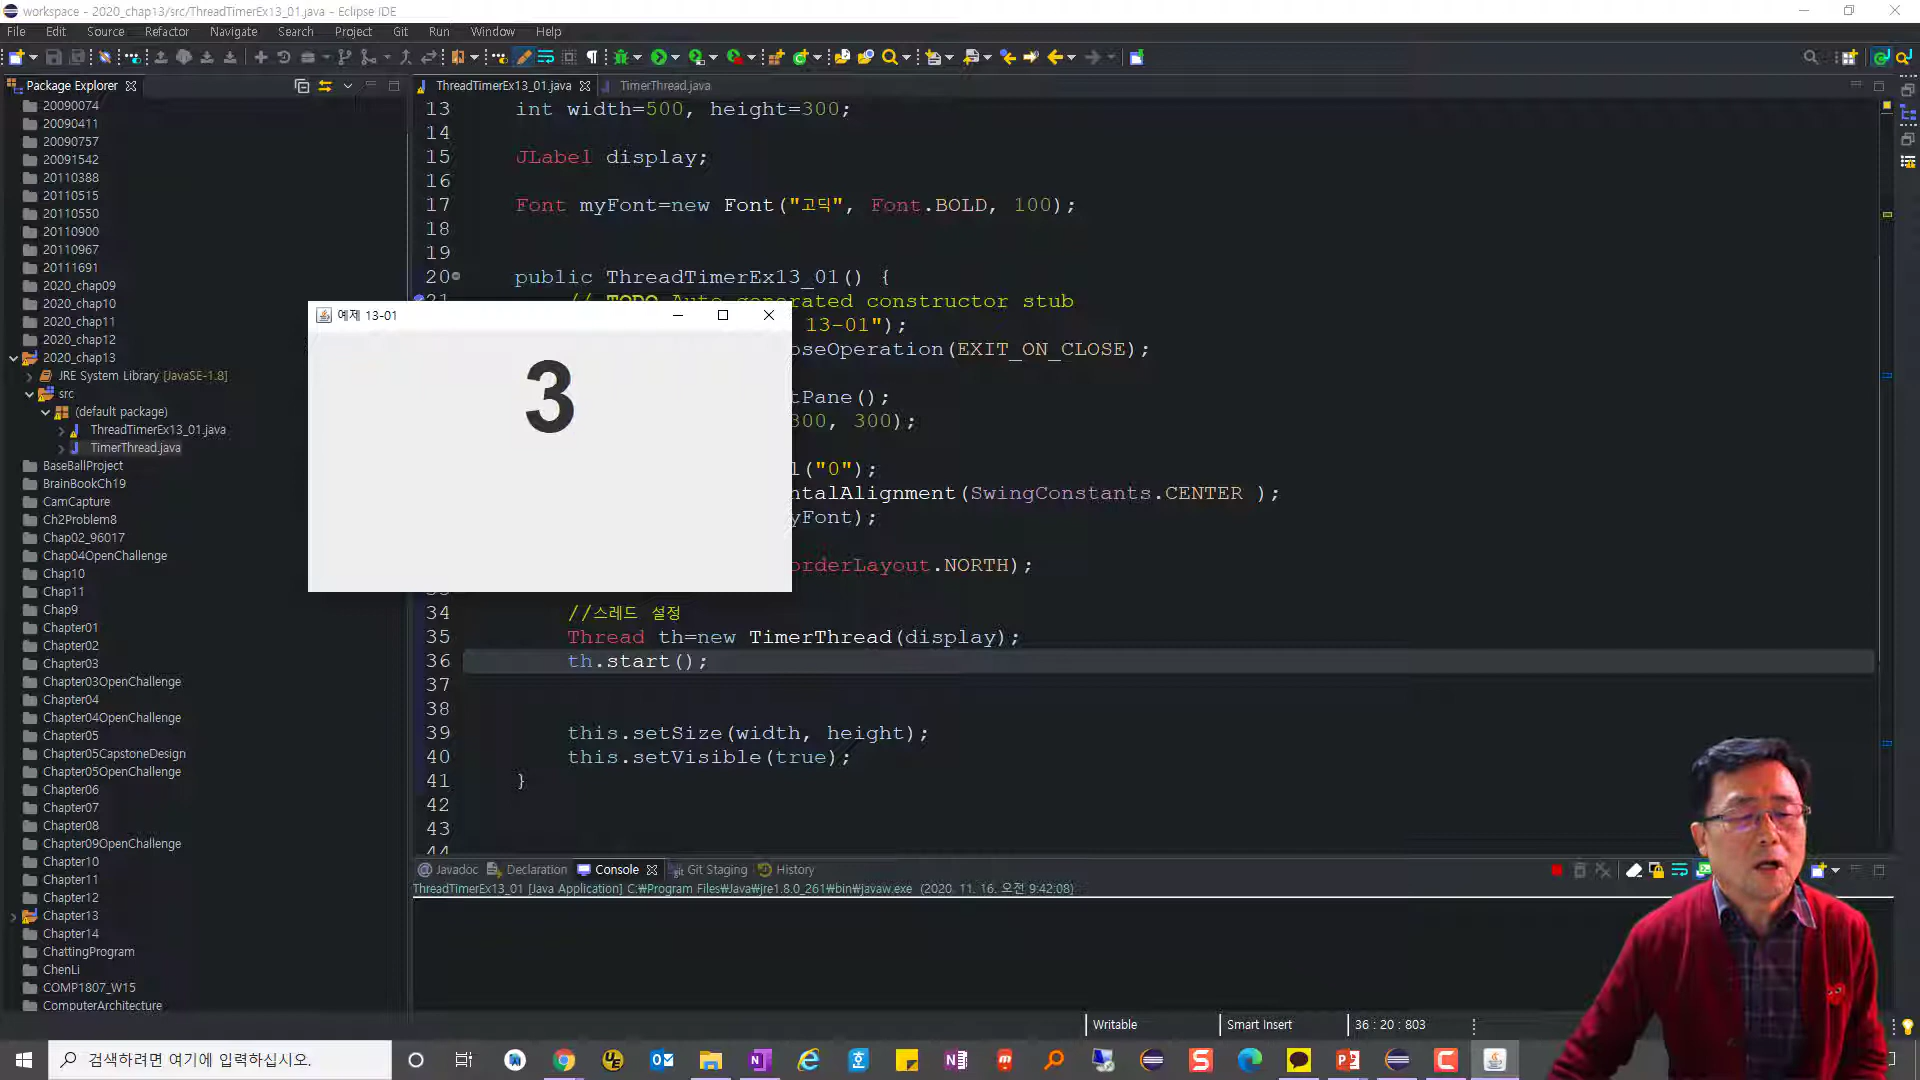 workspace - 2020_chap13/src/ThreadTimerEx13_01.java - Eclipse IDE
File Edit Source Refactor Navigate Search Project Git Run Window Help
Package Explorer
20090074
20090411
20090757
20091542
20110388
20110515
20110550
20110900
20110967
20111691
2020_chap09
2020_chap10
2020_chap11
2020_chap12
2020_chap13
JRE System Library [JavaSE-1.8]
src
(default package)
ThreadTimerEx13_01.java
TimerThread.java
BaseBallProject
BrainBookCh19
CamCapture
Ch2Problem8
Chap02_96017
Chap04OpenChallenge
Chap10
Chap11
Chap9
Chapter01
Chapter02
Chapter03
Chapter03OpenChallenge
Chapter04
Chapter04OpenChallenge
Chapter05
Chapter05CapstoneDesign
Chapter05OpenChallenge
Chapter06
Chapter07
Chapter08
Chapter09OpenChallenge
Chapter10
Chapter11
Chapter12
Chapter13
Chapter14
ChattingProgram
ChenLi
COMP1807_W15
ComputerArchitecture
ThreadTimerEx13_01.java TimerThread.java
13 int width=500, height=300;
14
15 JLabel display;
16
17 Font myFont=new Font("고딕", Font.BOLD, 100);
18
19
20 public ThreadTimerEx13_01() {
21 // TODO Auto-generated constructor stub
13-01");
oseOperation(EXIT_ON_CLOSE);
tPane();
300, 300);
l("0");
ntalAlignment(SwingConstants.CENTER );
yFont);
orderLayout.NORTH);
34 //스레드 설정
35 Thread th=new TimerThread(display);
36 th.start();
37
38
39 this.setSize(width, height);
40 this.setVisible(true);
41 }
42
43
44
예제 13-01
3
Javadoc Declaration Console Git Staging History
ThreadTimerEx13_01 [Java Application] C:₩Program Files₩Java₩jre1.8.0_261₩bin₩javaw.exe (2020. 11. 16. 오전 9:42:08)
Writable Smart Insert 36 : 20 : 803
검색하려면 여기에 입력하십시오.